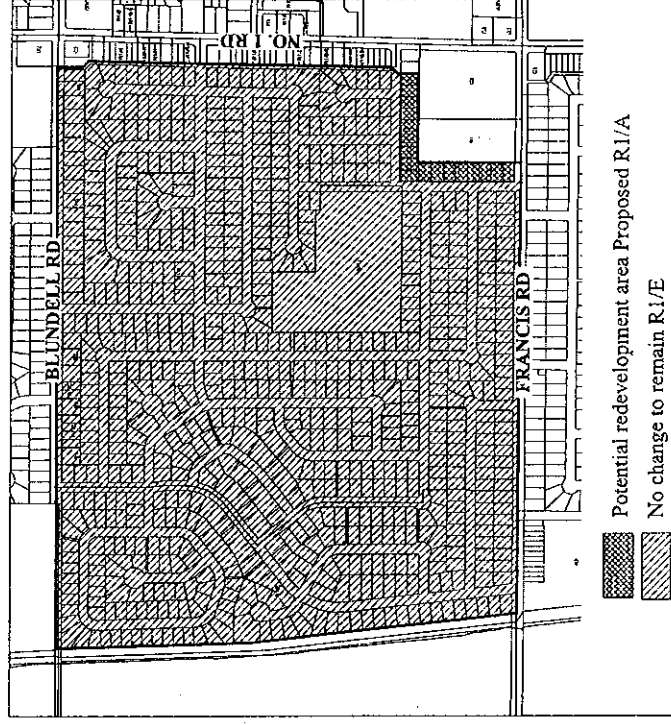 BLUNDELL RD
NO. 1 RD
FRANCIS RD
Potential redevelopment area Proposed R1/A
No change to remain R1/E